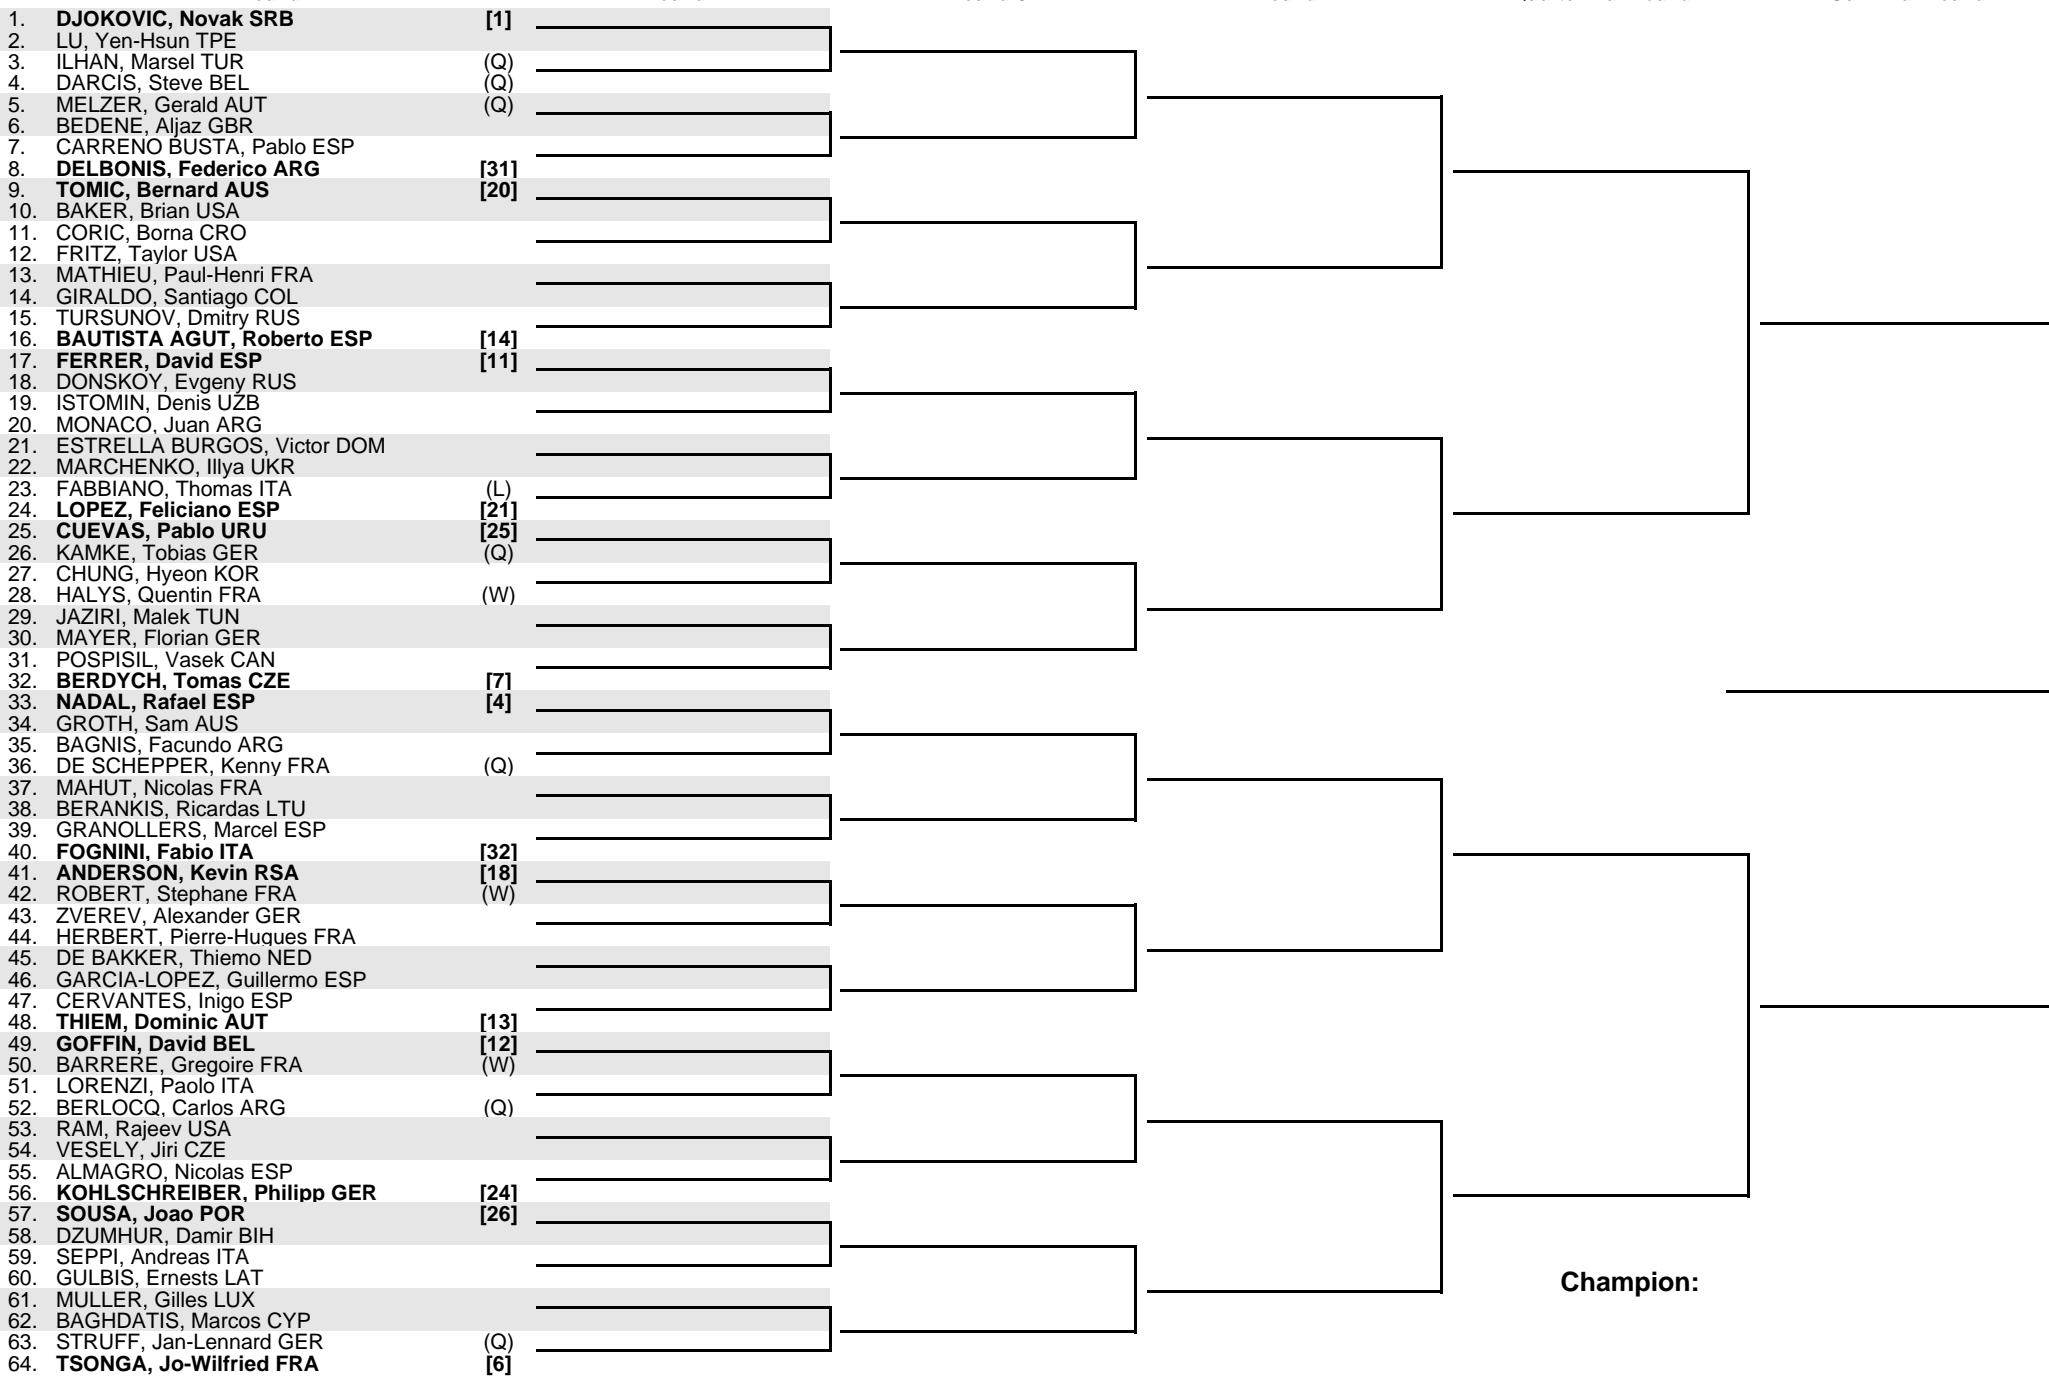 1. DJOKOVIC, Novak SRB [1]
2. LU, Yen-Hsun TPE
3. ILHAN, Marsel TUR (Q)
4. DARCIS, Steve BEL (Q)
5. MELZER, Gerald AUT (Q)
6. BEDENE, Aljaz GBR
7. CARRENO BUSTA, Pablo ESP
8. DELBONIS, Federico ARG [31]
9. TOMIC, Bernard AUS [20]
10. BAKER, Brian USA
11. CORIC, Borna CRO
12. FRITZ, Taylor USA
13. MATHIEU, Paul-Henri FRA
14. GIRALDO, Santiago COL
15. TURSUNOV, Dmitry RUS
16. BAUTISTA AGUT, Roberto ESP [14]
17. FERRER, David ESP [11]
18. DONSKOY, Evgeny RUS
19. ISTOMIN, Denis UZB
20. MONACO, Juan ARG
21. ESTRELLA BURGOS, Victor DOM
22. MARCHENKO, Illya UKR
23. FABBIANO, Thomas ITA (L)
24. LOPEZ, Feliciano ESP [21]
25. CUEVAS, Pablo URU [25]
26. KAMKE, Tobias GER (Q)
27. CHUNG, Hyeon KOR
28. HALYS, Quentin FRA (W)
29. JAZIRI, Malek TUN
30. MAYER, Florian GER
31. POSPISIL, Vasek CAN
32. BERDYCH, Tomas CZE [7]
33. NADAL, Rafael ESP [4]
34. GROTH, Sam AUS
35. BAGNIS, Facundo ARG
36. DE SCHEPPER, Kenny FRA (Q)
37. MAHUT, Nicolas FRA
38. BERANKIS, Ricardas LTU
39. GRANOLLERS, Marcel ESP
40. FOGNINI, Fabio ITA [32]
41. ANDERSON, Kevin RSA [18]
42. ROBERT, Stephane FRA (W)
43. ZVEREV, Alexander GER
44. HERBERT, Pierre-Hugues FRA
45. DE BAKKER, Thiemo NED
46. GARCIA-LOPEZ, Guillermo ESP
47. CERVANTES, Inigo ESP
48. THIEM, Dominic AUT [13]
49. GOFFIN, David BEL [12]
50. BARRERE, Gregoire FRA (W)
51. LORENZI, Paolo ITA
52. BERLOCQ, Carlos ARG (Q)
53. RAM, Rajeev USA
54. VESELY, Jiri CZE
55. ALMAGRO, Nicolas ESP
56. KOHLSCHREIBER, Philipp GER [24]
57. SOUSA, Joao POR [26]
58. DZUMHUR, Damir BIH
59. SEPPI, Andreas ITA
60. GULBIS, Ernests LAT
Champion:
61. MULLER, Gilles LUX
62. BAGHDATIS, Marcos CYP
63. STRUFF, Jan-Lennard GER (Q)
64. TSONGA, Jo-Wilfried FRA [6]